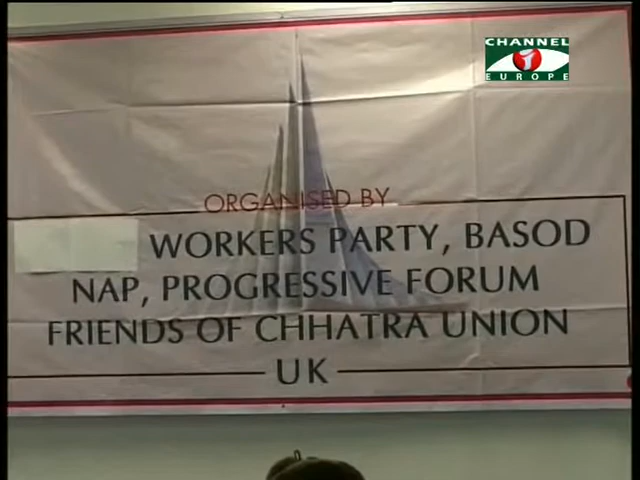 CHANNEL
i
EUROPE
ORGANISED BY
WORKERS PARTY, BASOD
NAP, PROGRESSIVE FORUM
FRIENDS OF CHHATRA UNION
UK